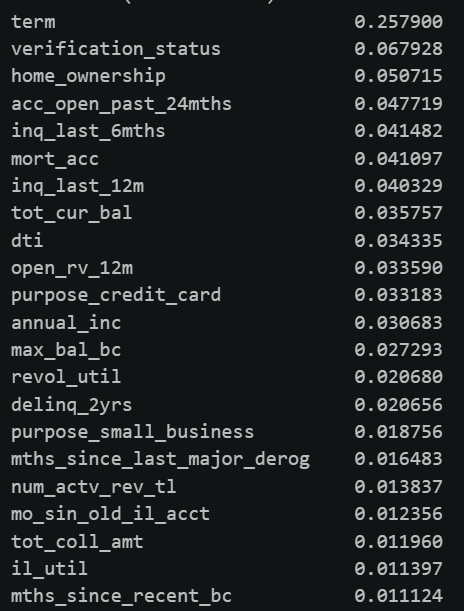 term 0.257900
verification_status 0.067928
home_ownership 0.050715
acc_open_past_24mths 0.047719
inq_last_6mths 0.041482
mort_acc 0.041097
inq_last_12m 0.040329
tot_cur_bal 0.035757
dti 0.034335
open_rv_12m 0.033590
purpose_credit_card 0.033183
annual_inc 0.030683
max_bal_bc 0.027293
revol_util 0.020680
delinq_2yrs 0.020656
purpose_small_business 0.018756
mths_since_last_major_derog 0.016483
num_actv_rev_tl 0.013837
mo_sin_old_il_acct 0.012356
tot_coll_amt 0.011960
il_util 0.011397
mths_since_recent_bc 0.011124